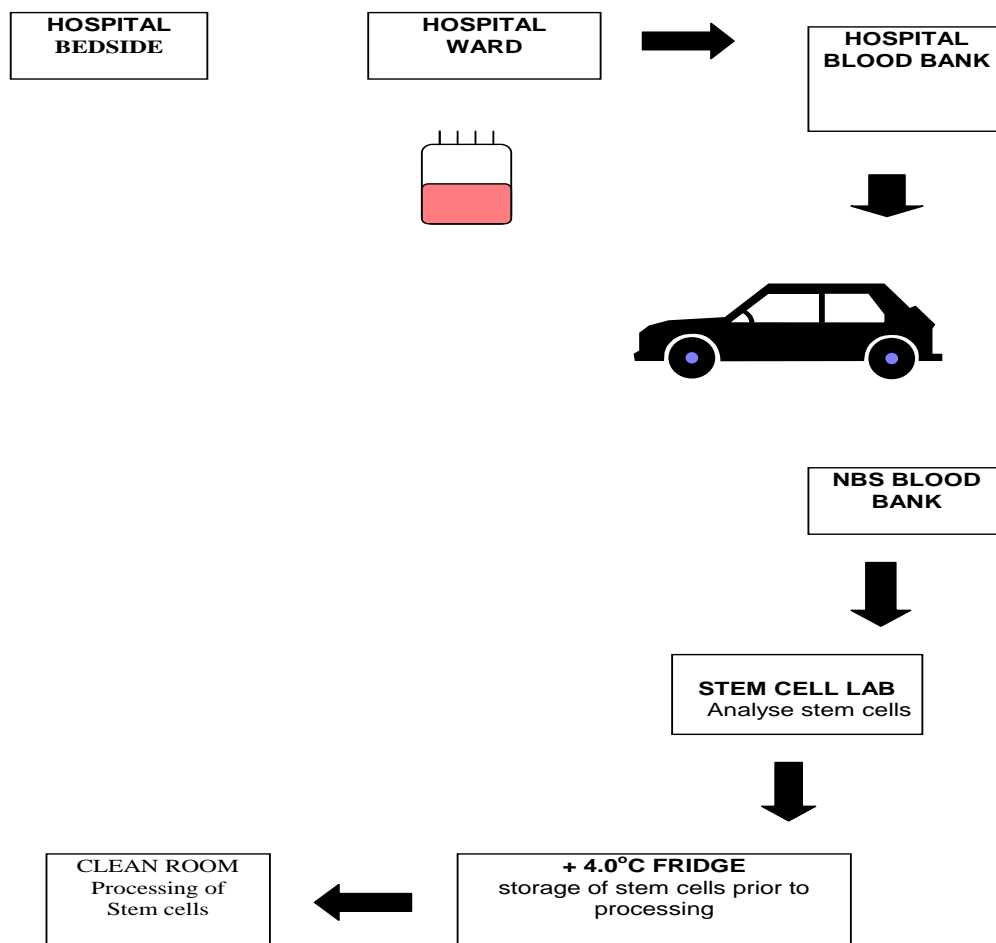 HOSPITAL
BEDSIDE
HOSPITAL
WARD
HOSPITAL
BLOOD BANK
NBS BLOOD
BANK
STEM CELL LAB
Analyse stem cells
+ 4.0°C FRIDGE
storage of stem cells prior to
processing
CLEAN ROOM
Processing of
Stem cells